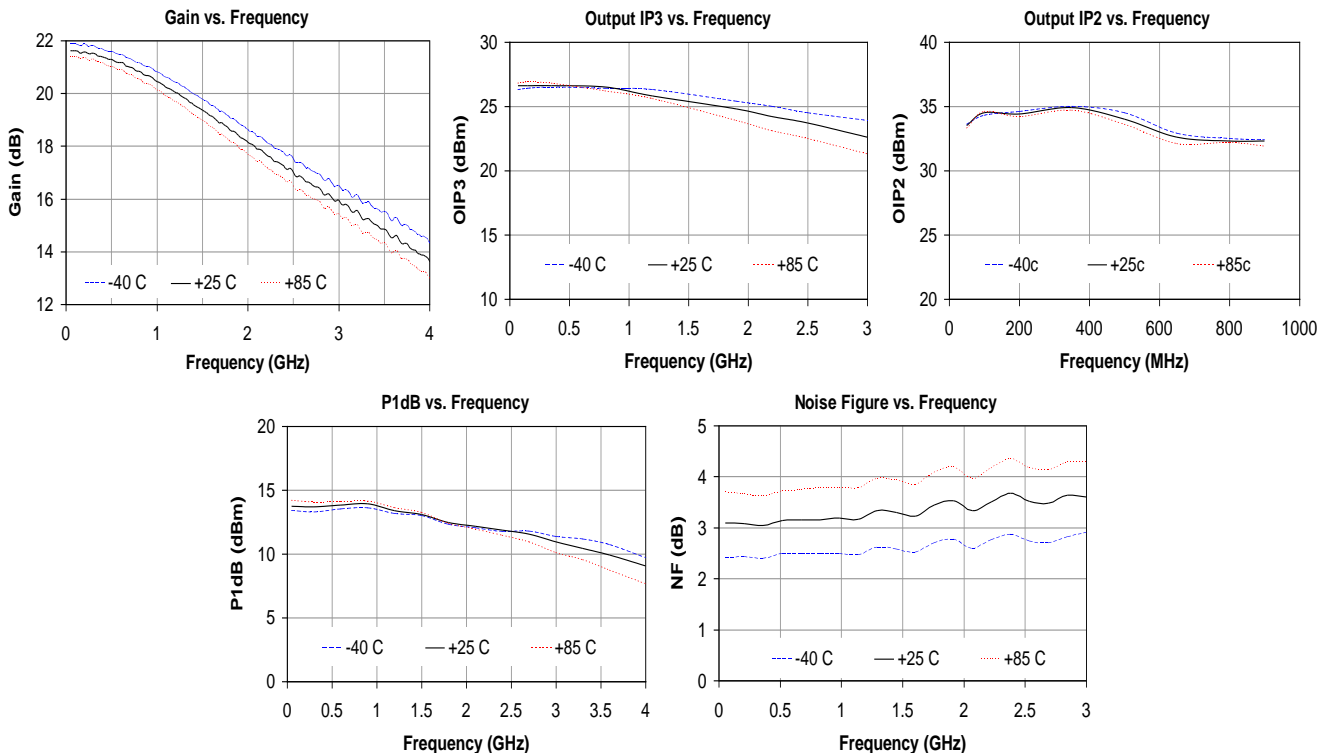 Gain vs. Frequency
22
20
18
16
14
12
Gain (dB)
-40 C
+25 C
+85 C
0
1
2
3
4
Frequency (GHz)
Output IP3 vs. Frequency
30
25
20
15
10
OIP3 (dBm)
-40 C
+25 C
+85 C
0
0.5
1
1.5
2
2.5
3
Frequency (GHz)
Output IP2 vs. Frequency
40
35
30
25
20
OIP2 (dBm)
-40c
+25c
+85c
0
200
400
600
800
1000
Frequency (MHz)
P1dB vs. Frequency
20
15
10
5
0
P1dB (dBm)
-40 C
+25 C
+85 C
0
0.5
1
1.5
2
2.5
3
3.5
4
Frequency (GHz)
Noise Figure vs. Frequency
5
4
3
2
1
0
NF (dB)
-40 C
+25 C
+85 C
0
0.5
1
1.5
2
2.5
3
Frequency (GHz)